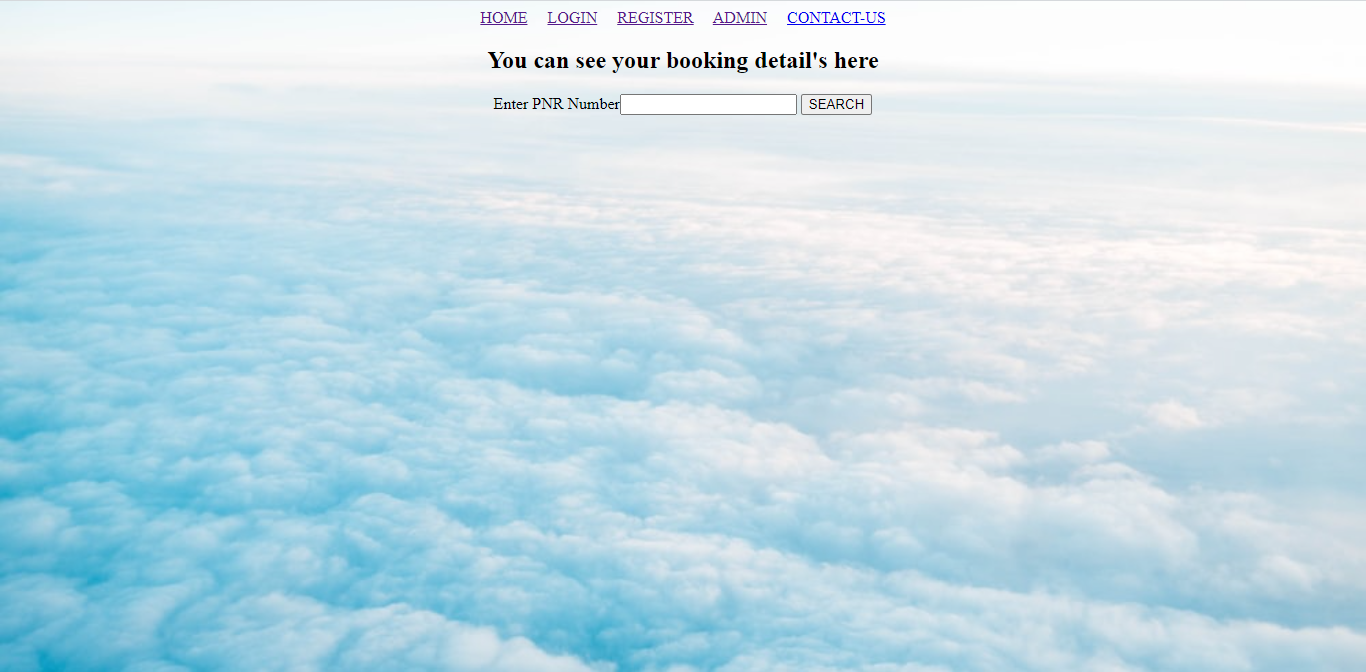 HOME LOGIN REGISTER ADMIN CONTACT-US
You can see your booking detail's here
Enter PNR Number SEARCH